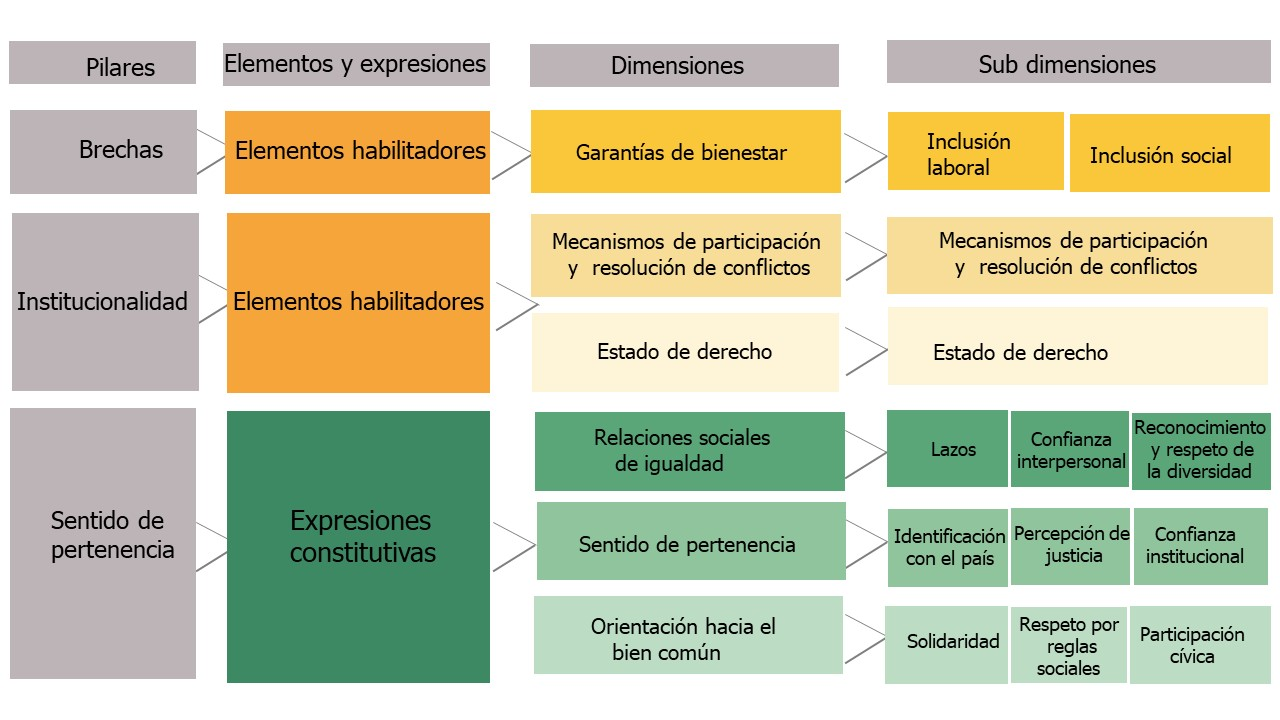 Pilares
Elementos y expresiones
Dimensiones
Sub dimensiones
Brechas
Elementos habilitadores
Garantías de bienestar
Inclusión
laboral
Inclusión social
Institucionalidad
Elementos habilitadores
Mecanismos de participación
y resolución de conflictos
Mecanismos de participación
y resolución de conflictos
Estado de derecho
Estado de derecho
Sentido de
pertenencia
Expresiones
constitutivas
Relaciones sociales
de igualdad
Lazos
Confianza
interpersonal
Reconocimiento
y respeto de
la diversidad
Sentido de pertenencia
Identificación
con el país
Percepción de
justicia
Confianza
institucional
Orientación hacia el
bien común
Solidaridad
Respeto por
reglas
sociales
Participación
cívica